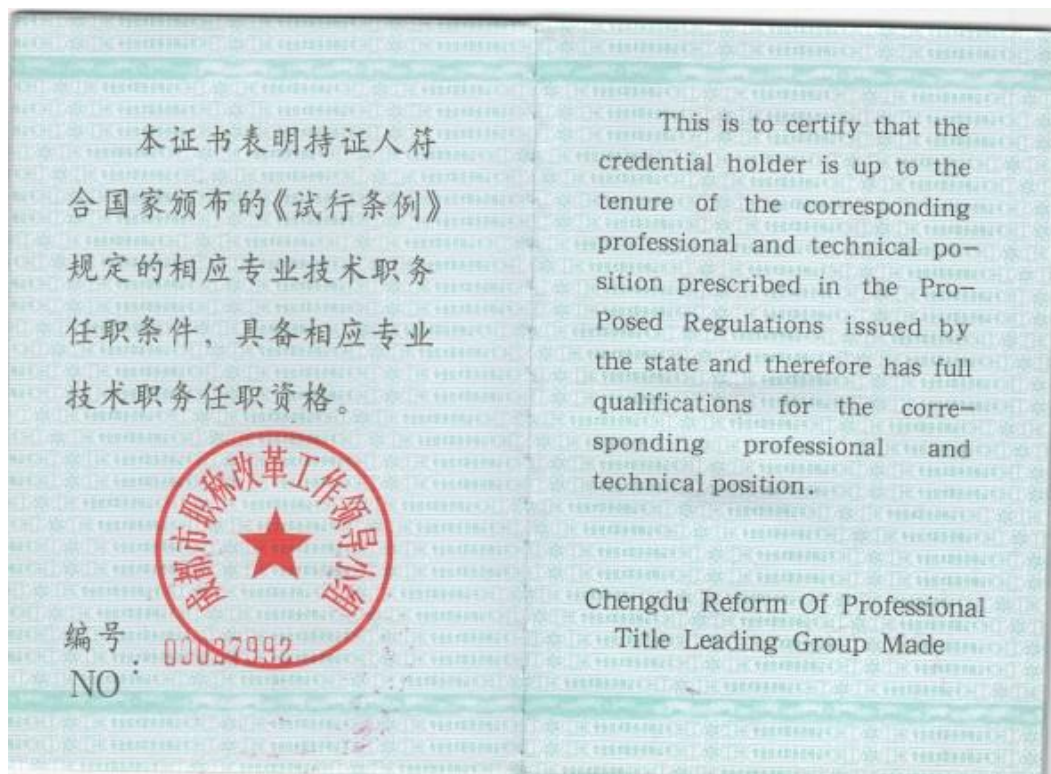 本证书表明持证人符
合国家颁布的《试行条例》
规定的相应专业技术职务
任职条件，具备相应专业
技术职务任职资格。
成都市职称改革工作领导小组
编号
NO：
This is to certify that the
credential holder is up to the
tenure of the corresponding
professional and technical po-
sition prescribed in the Pro-
Posed Regulations issued by
the state and therefore has full
qualifications for the corre-
sponding professional and
technical position.
Chengdu Reform Of Professional
Title Leading Group Made